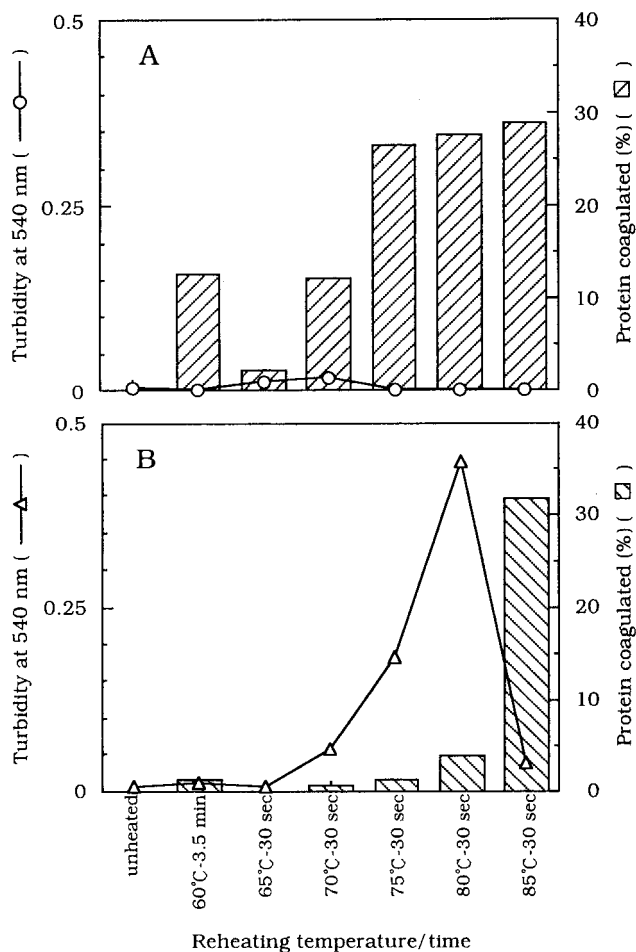 0.5
0.25
0
Turbidity at 540 nm ( )
A
40
30
20
10
0
Protein coagulated (%) ( )
0.5
0.25
0
Turbidity at 540 nm ( )
B
40
30
20
10
0
Protein coagulated (%) ( )
unheated
60°C-3.5 min
65°C-30 sec
70°C-30 sec
75°C-30 sec
80°C-30 sec
85°C-30 sec
Reheating temperature/time